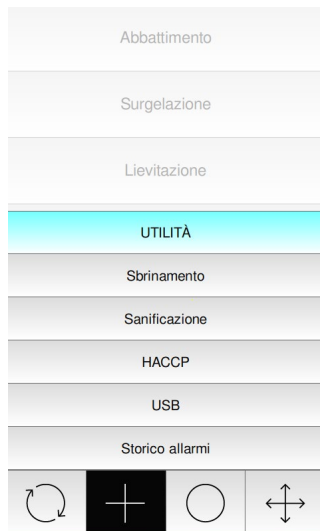 Abbattimento
Surgelazione
Lievitazione
UTILITÀ
Sbrinamento
Sanificazione
HACCP
USB
Storico allarmi